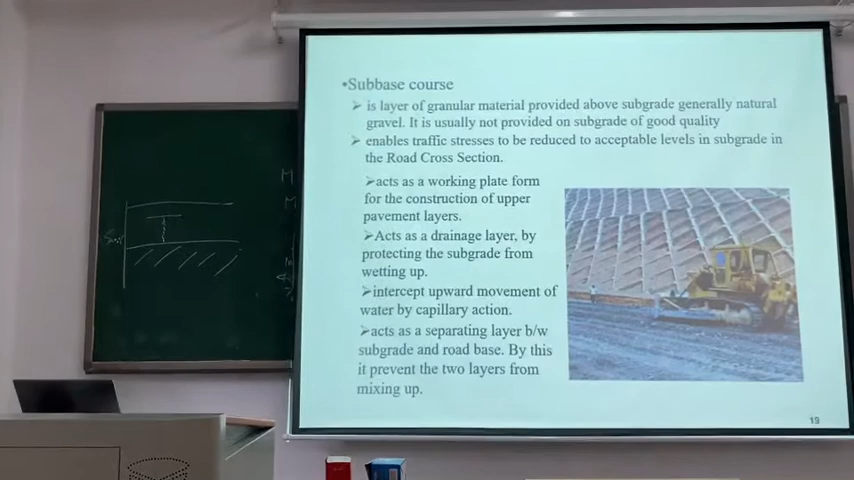 •Subbase course
➢ is layer of granular material provided above subgrade generally natural
gravel. It is usually not provided on subgrade of good quality
➢ enables traffic stresses to be reduced to acceptable levels in subgrade in
the Road Cross Section.
➢acts as a working plate form
for the construction of upper
pavement layers.
➢Acts as a drainage layer, by
protecting the subgrade from
wetting up.
➢intercept upward movement of
water by capillary action.
➢acts as a separating layer b/w
subgrade and road base. By this
it prevent the two layers from
mixing up.
19